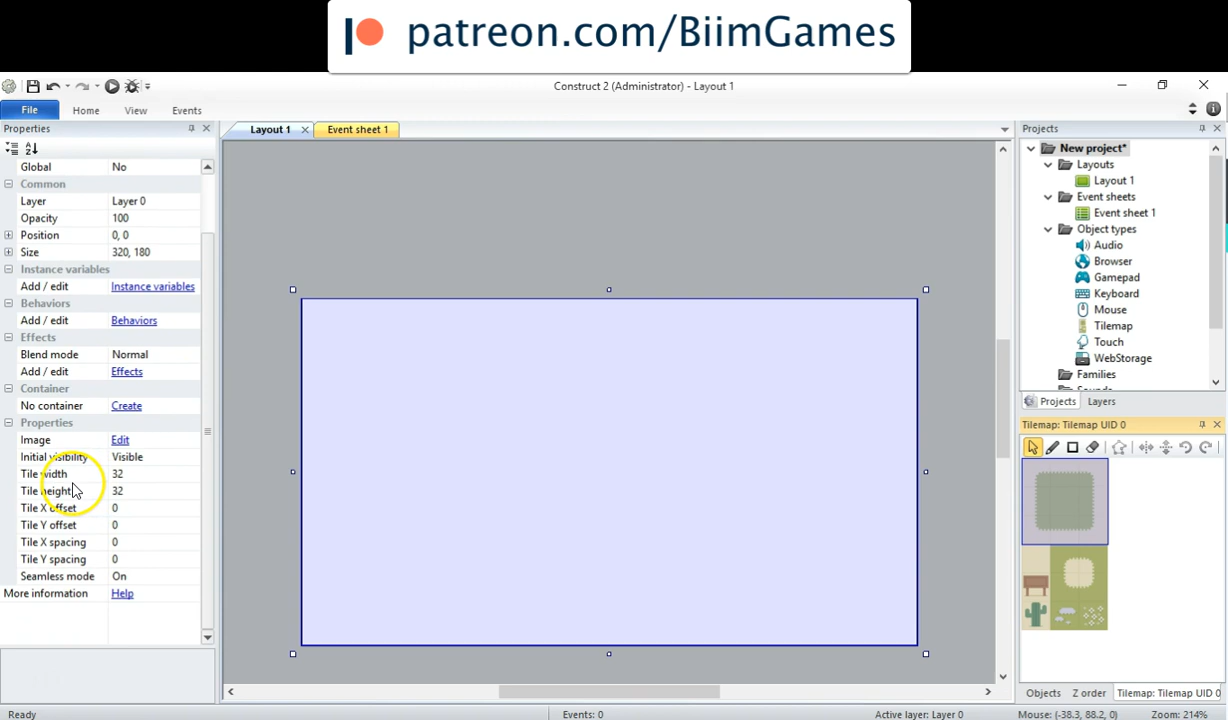 patreon.com/BiimGames
Construct 2 (Administrator) - Layout 1
File Home View Events
Properties
Global No
Common
Layer Layer 0
Opacity 100
Position 0, 0
Size 320, 180
Instance variables
Add / edit Instance variables
Behaviors
Add / edit Behaviors
Effects
Blend mode Normal
Add / edit Effects
Container
No container Create
Properties
Image Edit
Initial visibility Visible
Tile width 32
Tile height 32
Tile X offset 0
Tile Y offset 0
Tile X spacing 0
Tile Y spacing 0
Seamless mode On
More information Help
Layout 1 Event sheet 1
Projects
New project*
Layouts
Layout 1
Event sheets
Event sheet 1
Object types
Audio
Browser
Gamepad
Keyboard
Mouse
Tilemap
Touch
WebStorage
Families
Projects Layers
Tilemap: Tilemap UID 0
Objects Z order Tilemap: Tilemap UID 0
Ready Events: 0 Active layer: Layer 0 Mouse: (-38.3, 88.2, 0) Zoom: 214%